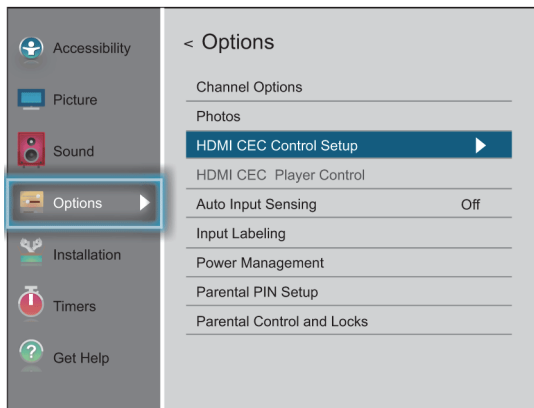 Accessibility
Picture
Sound
Options
Installation
Timers
? Get Help
< Options
Channel Options
Photos
HDMI CEC Control Setup
HDMI CEC Player Control
Auto Input Sensing Off
Input Labeling
Power Management
Parental PIN Setup
Parental Control and Locks